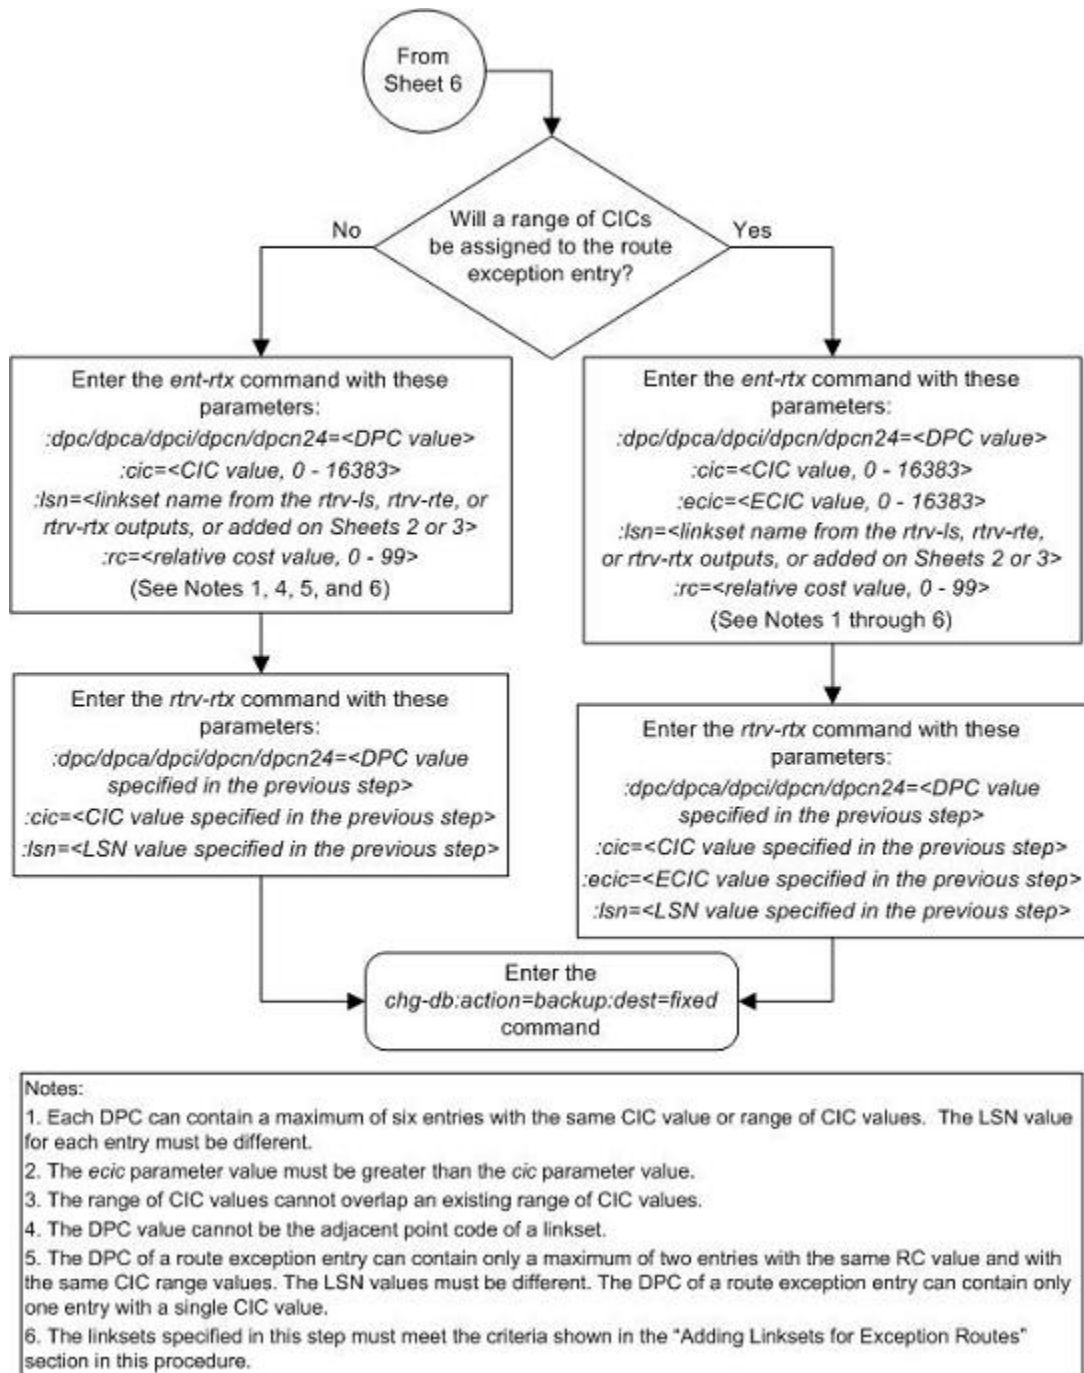 From
Sheet 6
Will a range of CICs
be assigned to the route
exception entry?
No
Yes
Enter the ent-rtx command with these
parameters:
:dpc/dpca/dpci/dpcn/dpcn24=<DPC value>
:cic=<CIC value, 0 - 16383>
:lsn=<linkset name from the rtrv-ls, rtrv-rte, or
rtrv-rtx outputs, or added on Sheets 2 or 3>
:rc=<relative cost value, 0 - 99>
(See Notes 1, 4, 5, and 6)
Enter the ent-rtx command with these
parameters:
:dpc/dpca/dpci/dpcn/dpcn24=<DPC value>
:cic=<CIC value, 0 - 16383>
:ecic=<ECIC value, 0 - 16383>
:lsn=<linkset name from the rtrv-ls, rtrv-rte,
or rtrv-rtx outputs, or added on Sheets 2 or 3>
:rc=<relative cost value, 0 - 99>
(See Notes 1 through 6)
Enter the rtrv-rtx command with these
parameters:
:dpc/dpca/dpci/dpcn/dpcn24=<DPC value
specified in the previous step>
:cic=<CIC value specified in the previous step>
:lsn=<LSN value specified in the previous step>
Enter the rtrv-rtx command with these
parameters:
:dpc/dpca/dpci/dpcn/dpcn24=<DPC value
specified in the previous step>
:cic=<CIC value specified in the previous step>
:ecic=<ECIC value specified in the previous step>
:lsn=<LSN value specified in the previous step>
Enter the
chg-db:action=backup:dest=fixed
command
Notes:
1. Each DPC can contain a maximum of six entries with the same CIC value or range of CIC values. The LSN value
for each entry must be different.
2. The ecic parameter value must be greater than the cic parameter value.
3. The range of CIC values cannot overlap an existing range of CIC values.
4. The DPC value cannot be the adjacent point code of a linkset.
5. The DPC of a route exception entry can contain only a maximum of two entries with the same RC value and with
the same CIC range values. The LSN values must be different. The DPC of a route exception entry can contain only
one entry with a single CIC value.
6. The linksets specified in this step must meet the criteria shown in the “Adding Linksets for Exception Routes”
section in this procedure.